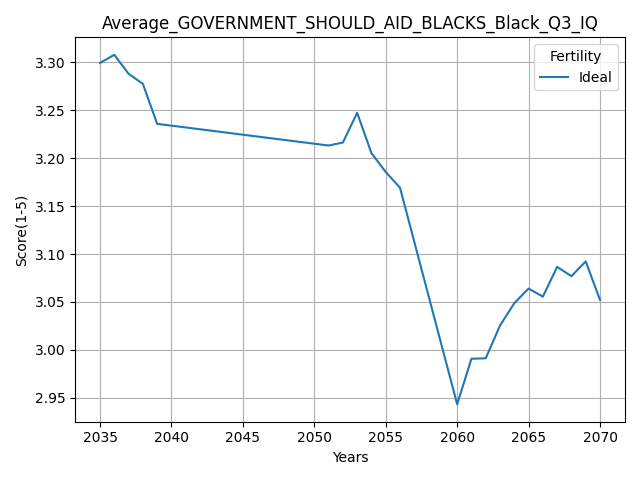 Average_GOVERNMENT_SHOULD_AID_BLACKS_Black_Q3_IQ
Fertility
Ideal
3.30
3.25
3.20
3.15
3.10
3.05
3.00
2.95
Score(1-5)
2035 2040 2045 2050 2055 2060 2065 2070
Years